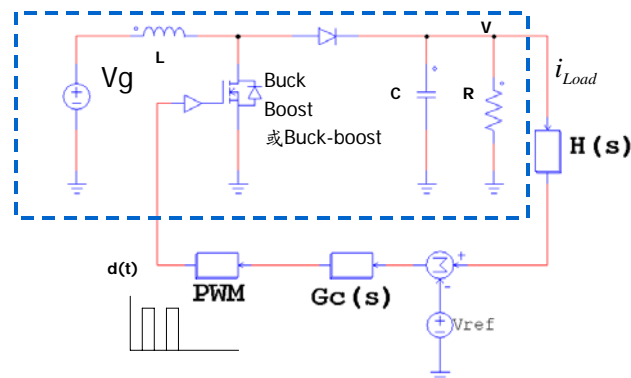 V
L
Vg
Buck
Boost
或Buck-boost
C
R
iLoad
H(s)
d(t)
PWM
Gc(s)
Σ
+
-
Vref